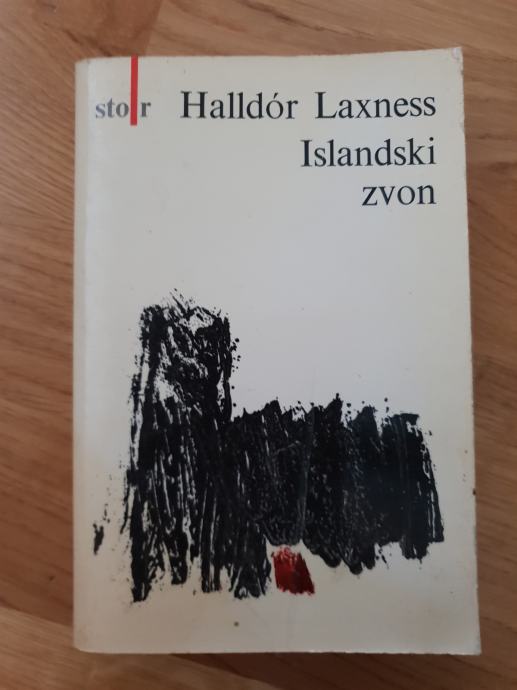 sto r Halldór Laxness
Islandski
zvon